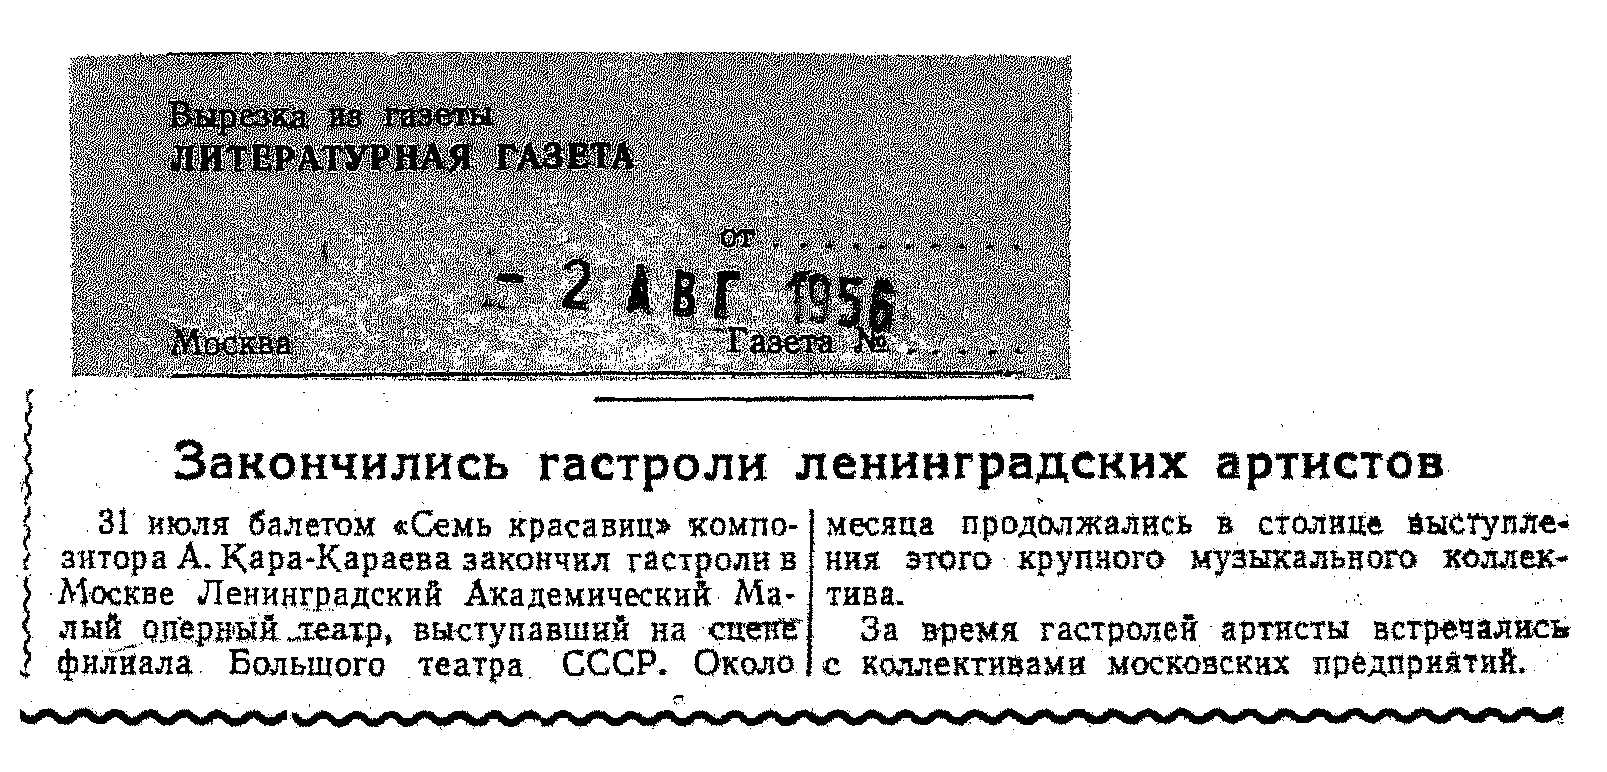 Вырезка из газеты
ЛИТЕРАТУРНАЯ ГАЗЕТА
от . . . . . . . . . .
- 2 АВГ 1956
Москва Газета № . . . . .
Закончились гастроли ленинградских артистов
31 июля балетом «Семь красавиц» компо-
зитора А. Кара-Караева закончил гастроли в
Москве Ленинградский Академический Ма-
лый оперный театр, выступавший на сцене
филиала Большого театра СССР. Около
месяца продолжались в столице выступле-
ния этого крупного музыкального коллек-
тива.
За время гастролей артисты встречались
с коллективами московских предприятий.